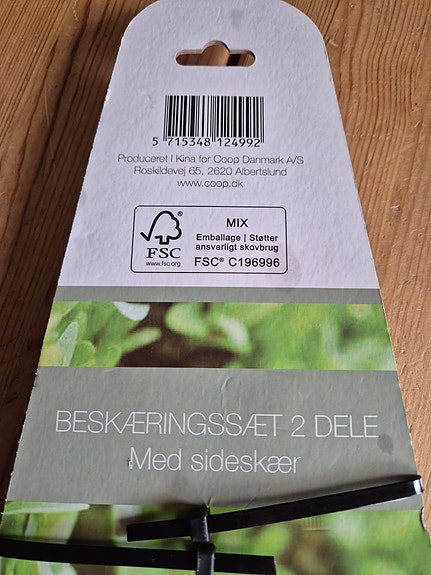 5 715348 124992
Produceret I Kina for Coop Danmark A/S
Roskildevej 65, 2620 Albertslund
www.coop.dk
FSC®
www.fsc.org
MIX
Emballage | Støtter
ansvarligt skovbrug
FSC® C196996
BESKÆRINGSSÆT 2 DELE
Med sideskær